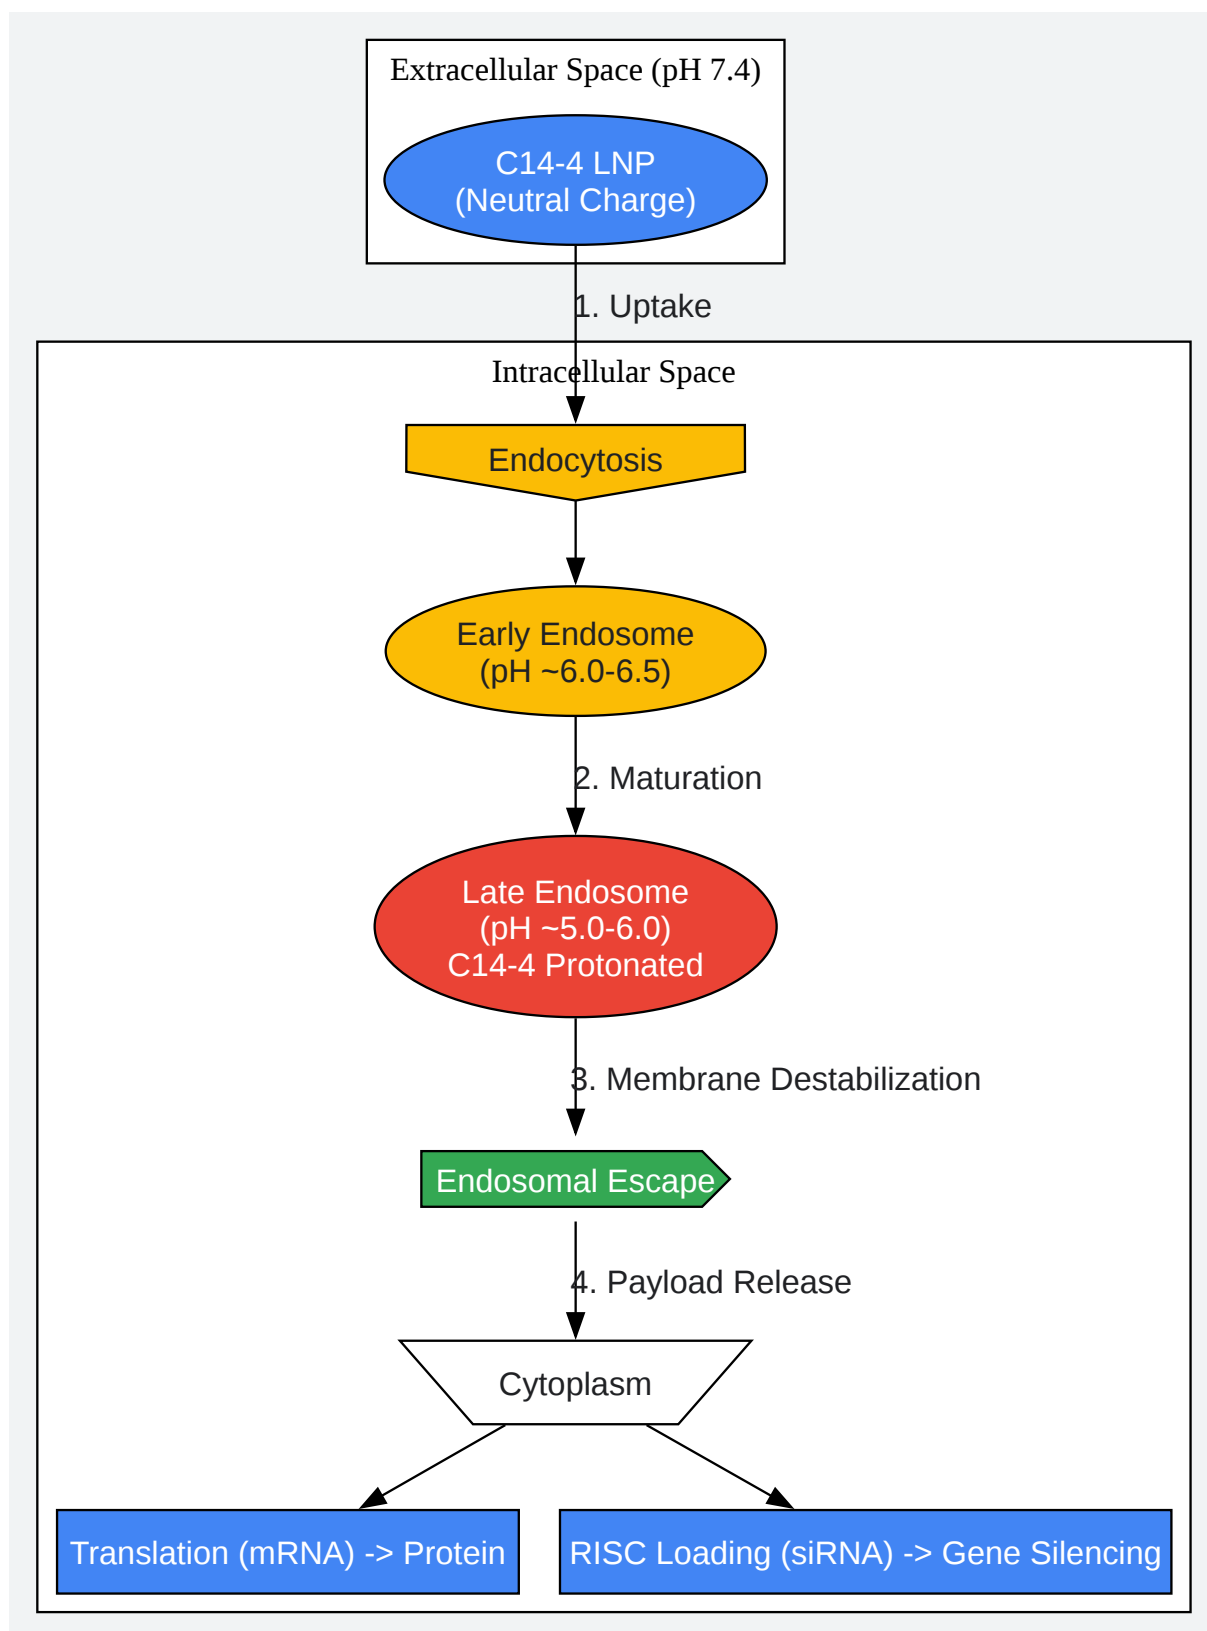 Extracellular Space (pH 7.4)
C14-4 LNP
(Neutral Charge)
1. Uptake
Intracellular Space
Endocytosis
Early Endosome
(pH ~6.0-6.5)
2. Maturation
Late Endosome
(pH ~5.0-6.0)
C14-4 Protonated
3. Membrane Destabilization
Endosomal Escape
4. Payload Release
Cytoplasm
Translation (mRNA) -> Protein
RISC Loading (siRNA) -> Gene Silencing